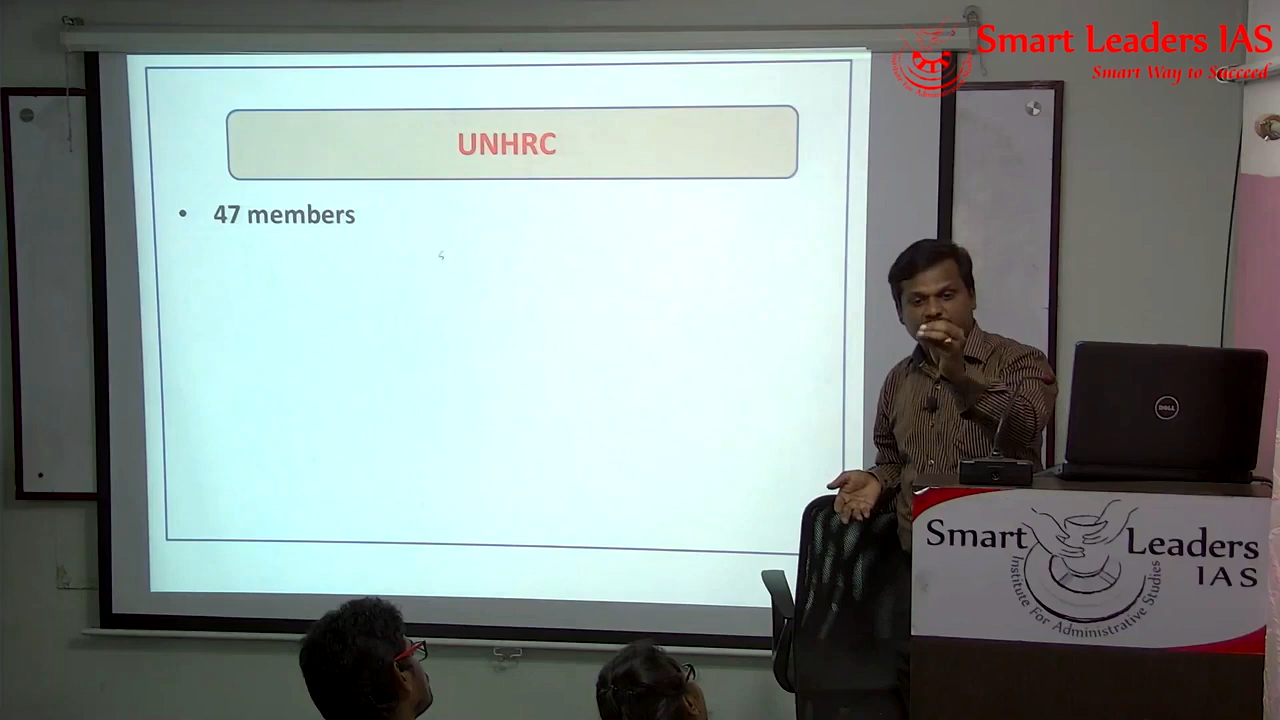 Smart Leaders IAS
Smart Way to Succeed
UNHRC
• 47 members
DELL
Smart Leaders
IAS
Institute For Administrative Studies